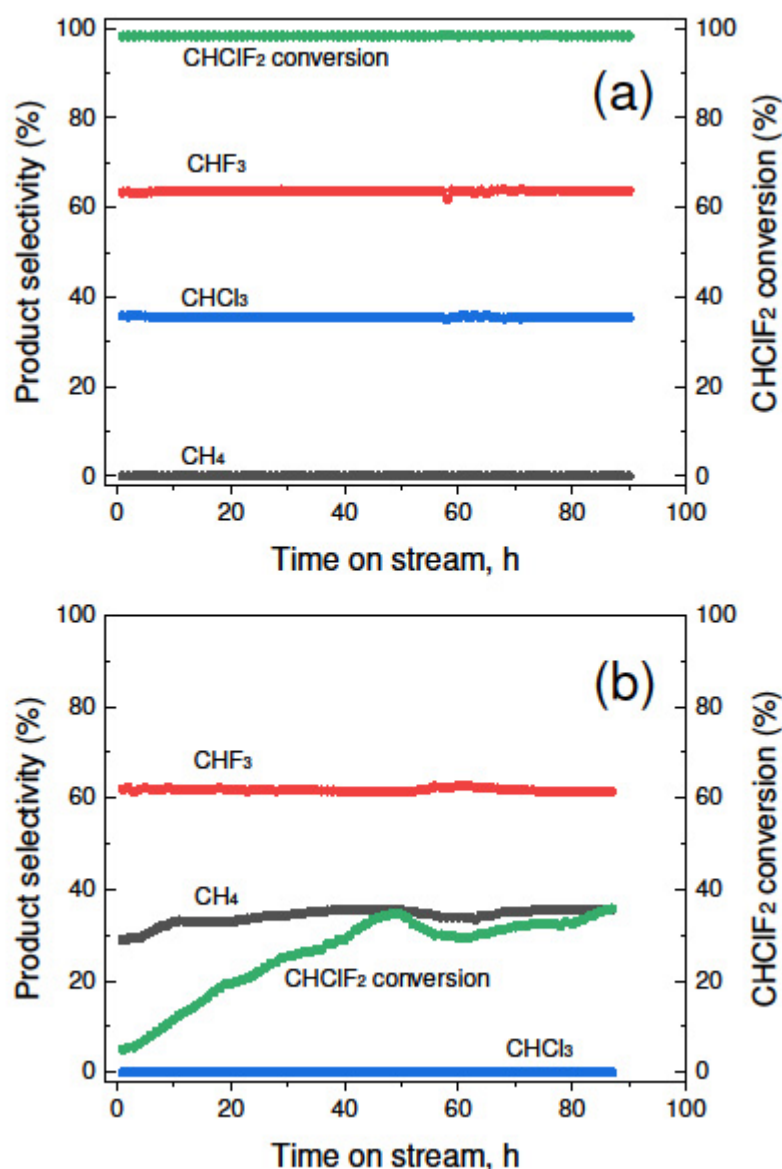 (a)
Product selectivity (%)
CHClF₂ conversion (%)
100
80
60
40
20
0
100
80
60
40
20
0
CHClF₂ conversion
CHF₃
CHCl₃
CH₄
0 20 40 60 80 100
Time on stream, h
(b)
Product selectivity (%)
CHClF₂ conversion (%)
100
80
60
40
20
0
100
80
60
40
20
0
CHF₃
CH₄
CHClF₂ conversion
CHCl₃
0 20 40 60 80 100
Time on stream, h